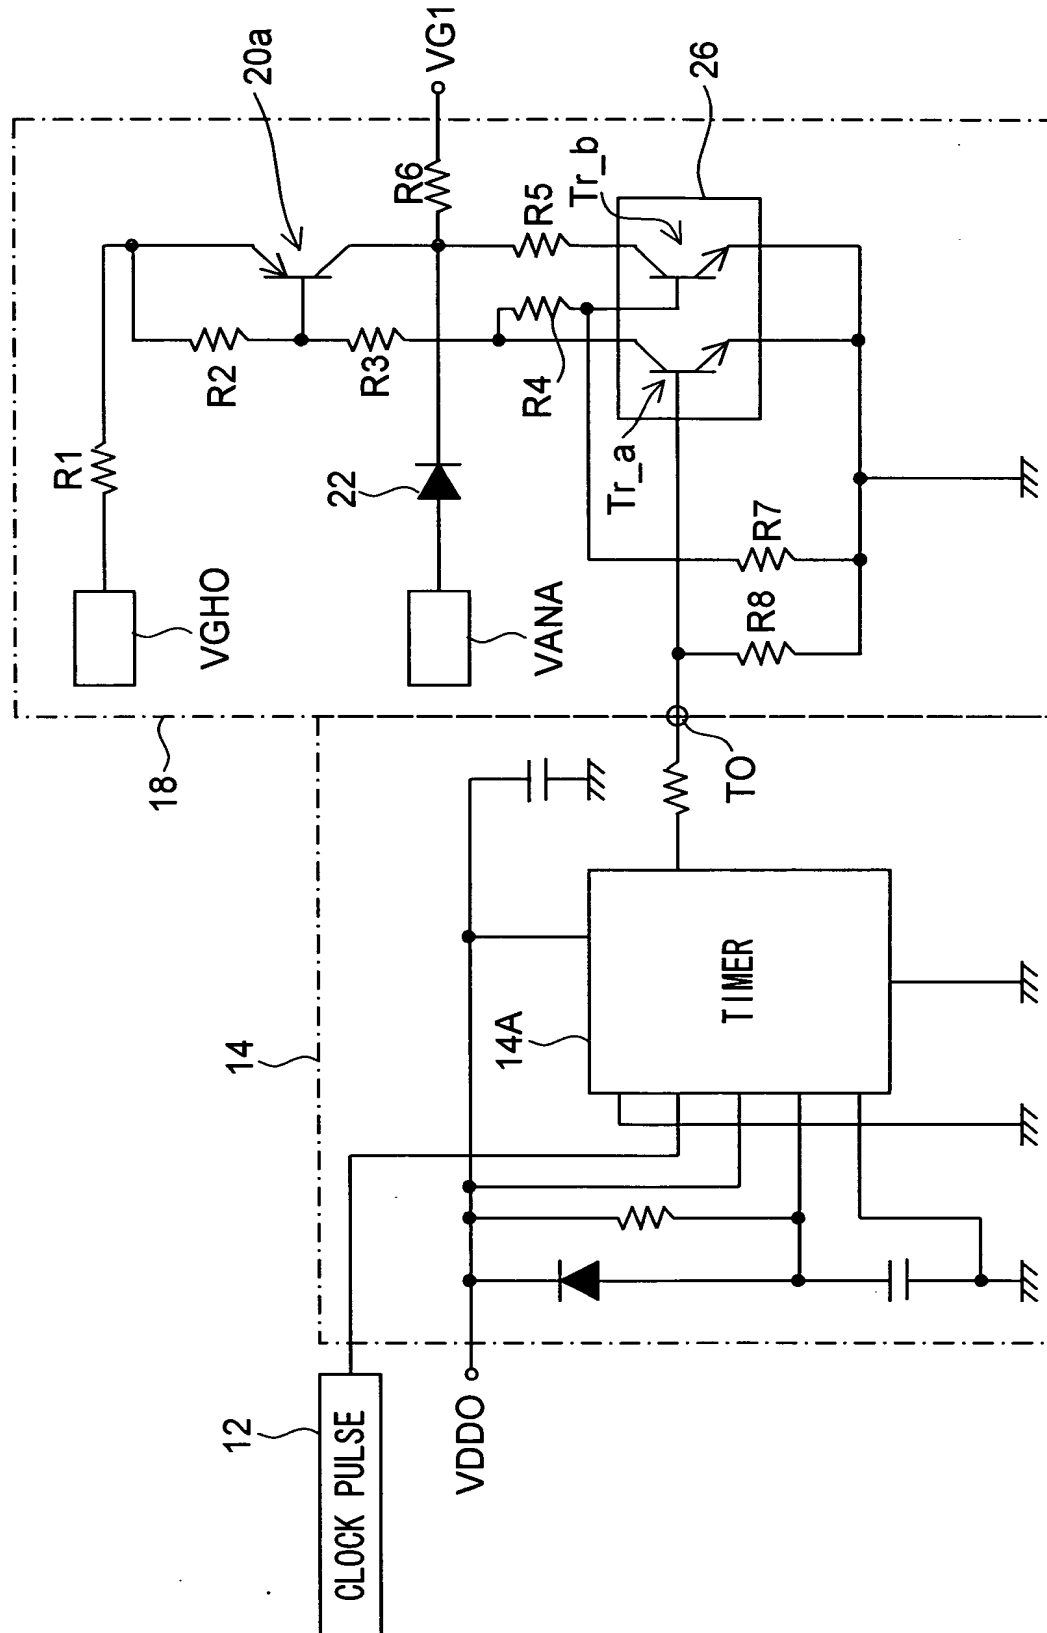 12
CLOCK PULSE
VDDO
14
14A
TIMER
TO
18
VGHO
R1
R2
R3
20a
VANA
22
R6
VG1
R4
R5
Tr_a
Tr_b
26
R7
R8